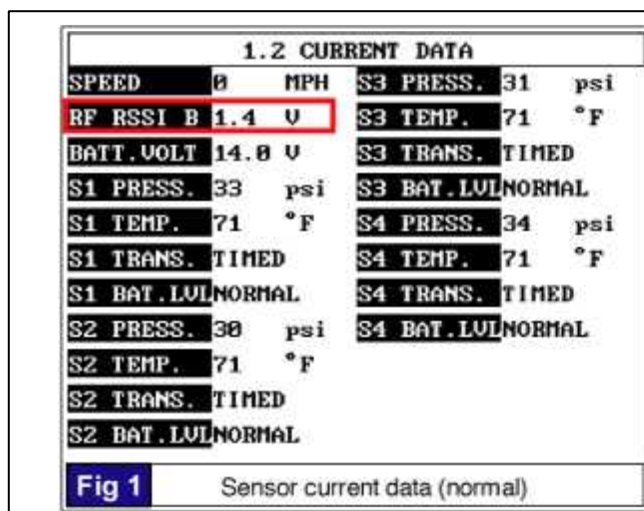 1.2 CURRENT DATA
SPEED 0 MPH S3 PRESS. 31 psi
RF RSSI B 1.4 V S3 TEMP. 71 °F
BATT.VOLT 14.0 V S3 TRANS. TIMED
S1 PRESS. 33 psi S3 BAT.LVL NORMAL
S1 TEMP. 71 °F S4 PRESS. 34 psi
S1 TRANS. TIMED S4 TEMP. 71 °F
S1 BAT.LVL NORMAL S4 TRANS. TIMED
S2 PRESS. 30 psi S4 BAT.LVL NORMAL
S2 TEMP. 71 °F
S2 TRANS. TIMED
S2 BAT.LVL NORMAL
Fig 1 Sensor current data (normal)